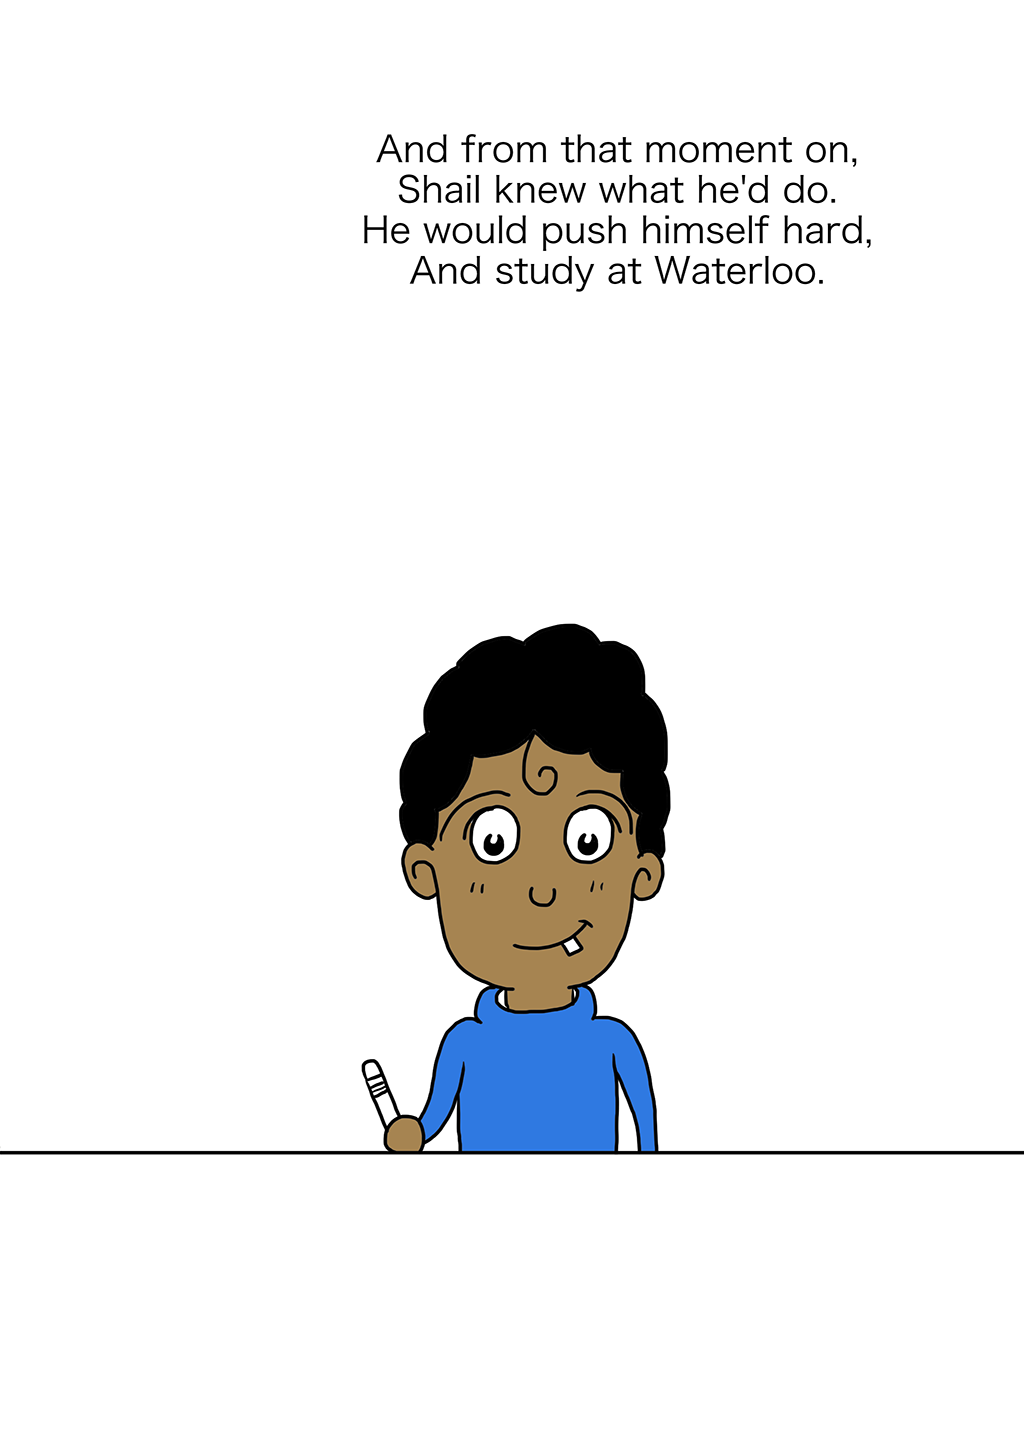 And from that moment on,
Shail knew what he'd do.
He would push himself hard,
And study at Waterloo.